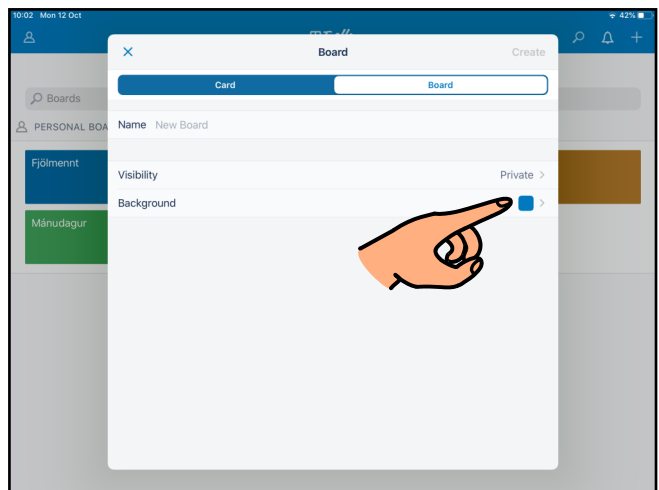 10:02 Mon 12 Oct 42%
Board
Create
Card Board
Boards
PERSONAL BOA
Name New Board
Fjölmennt
Visibility Private
Background
Mánudagur